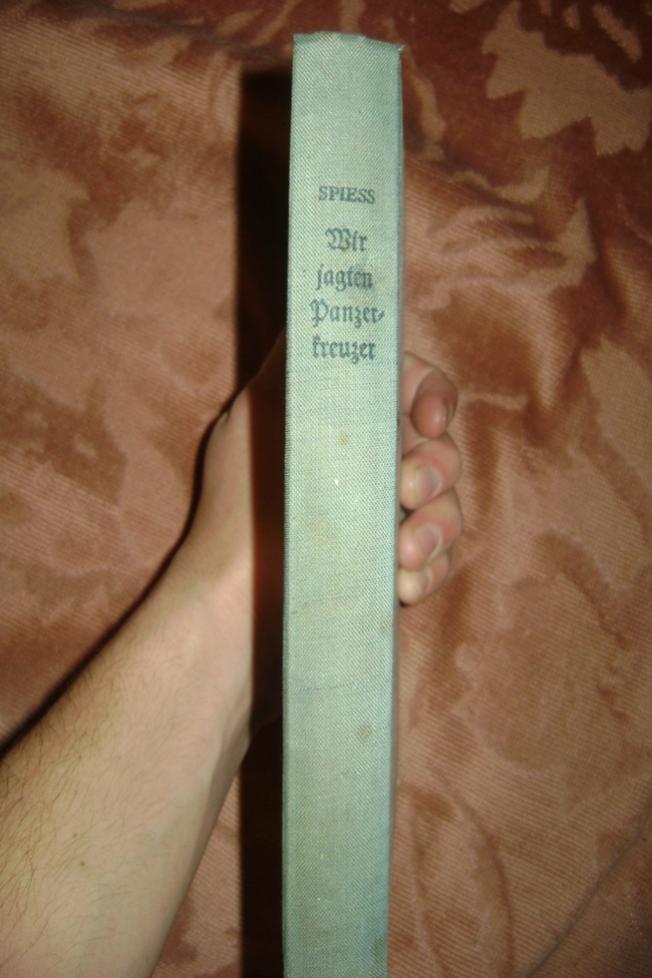 SPIESS
Wir
jagten
Panzer-
kreuzer